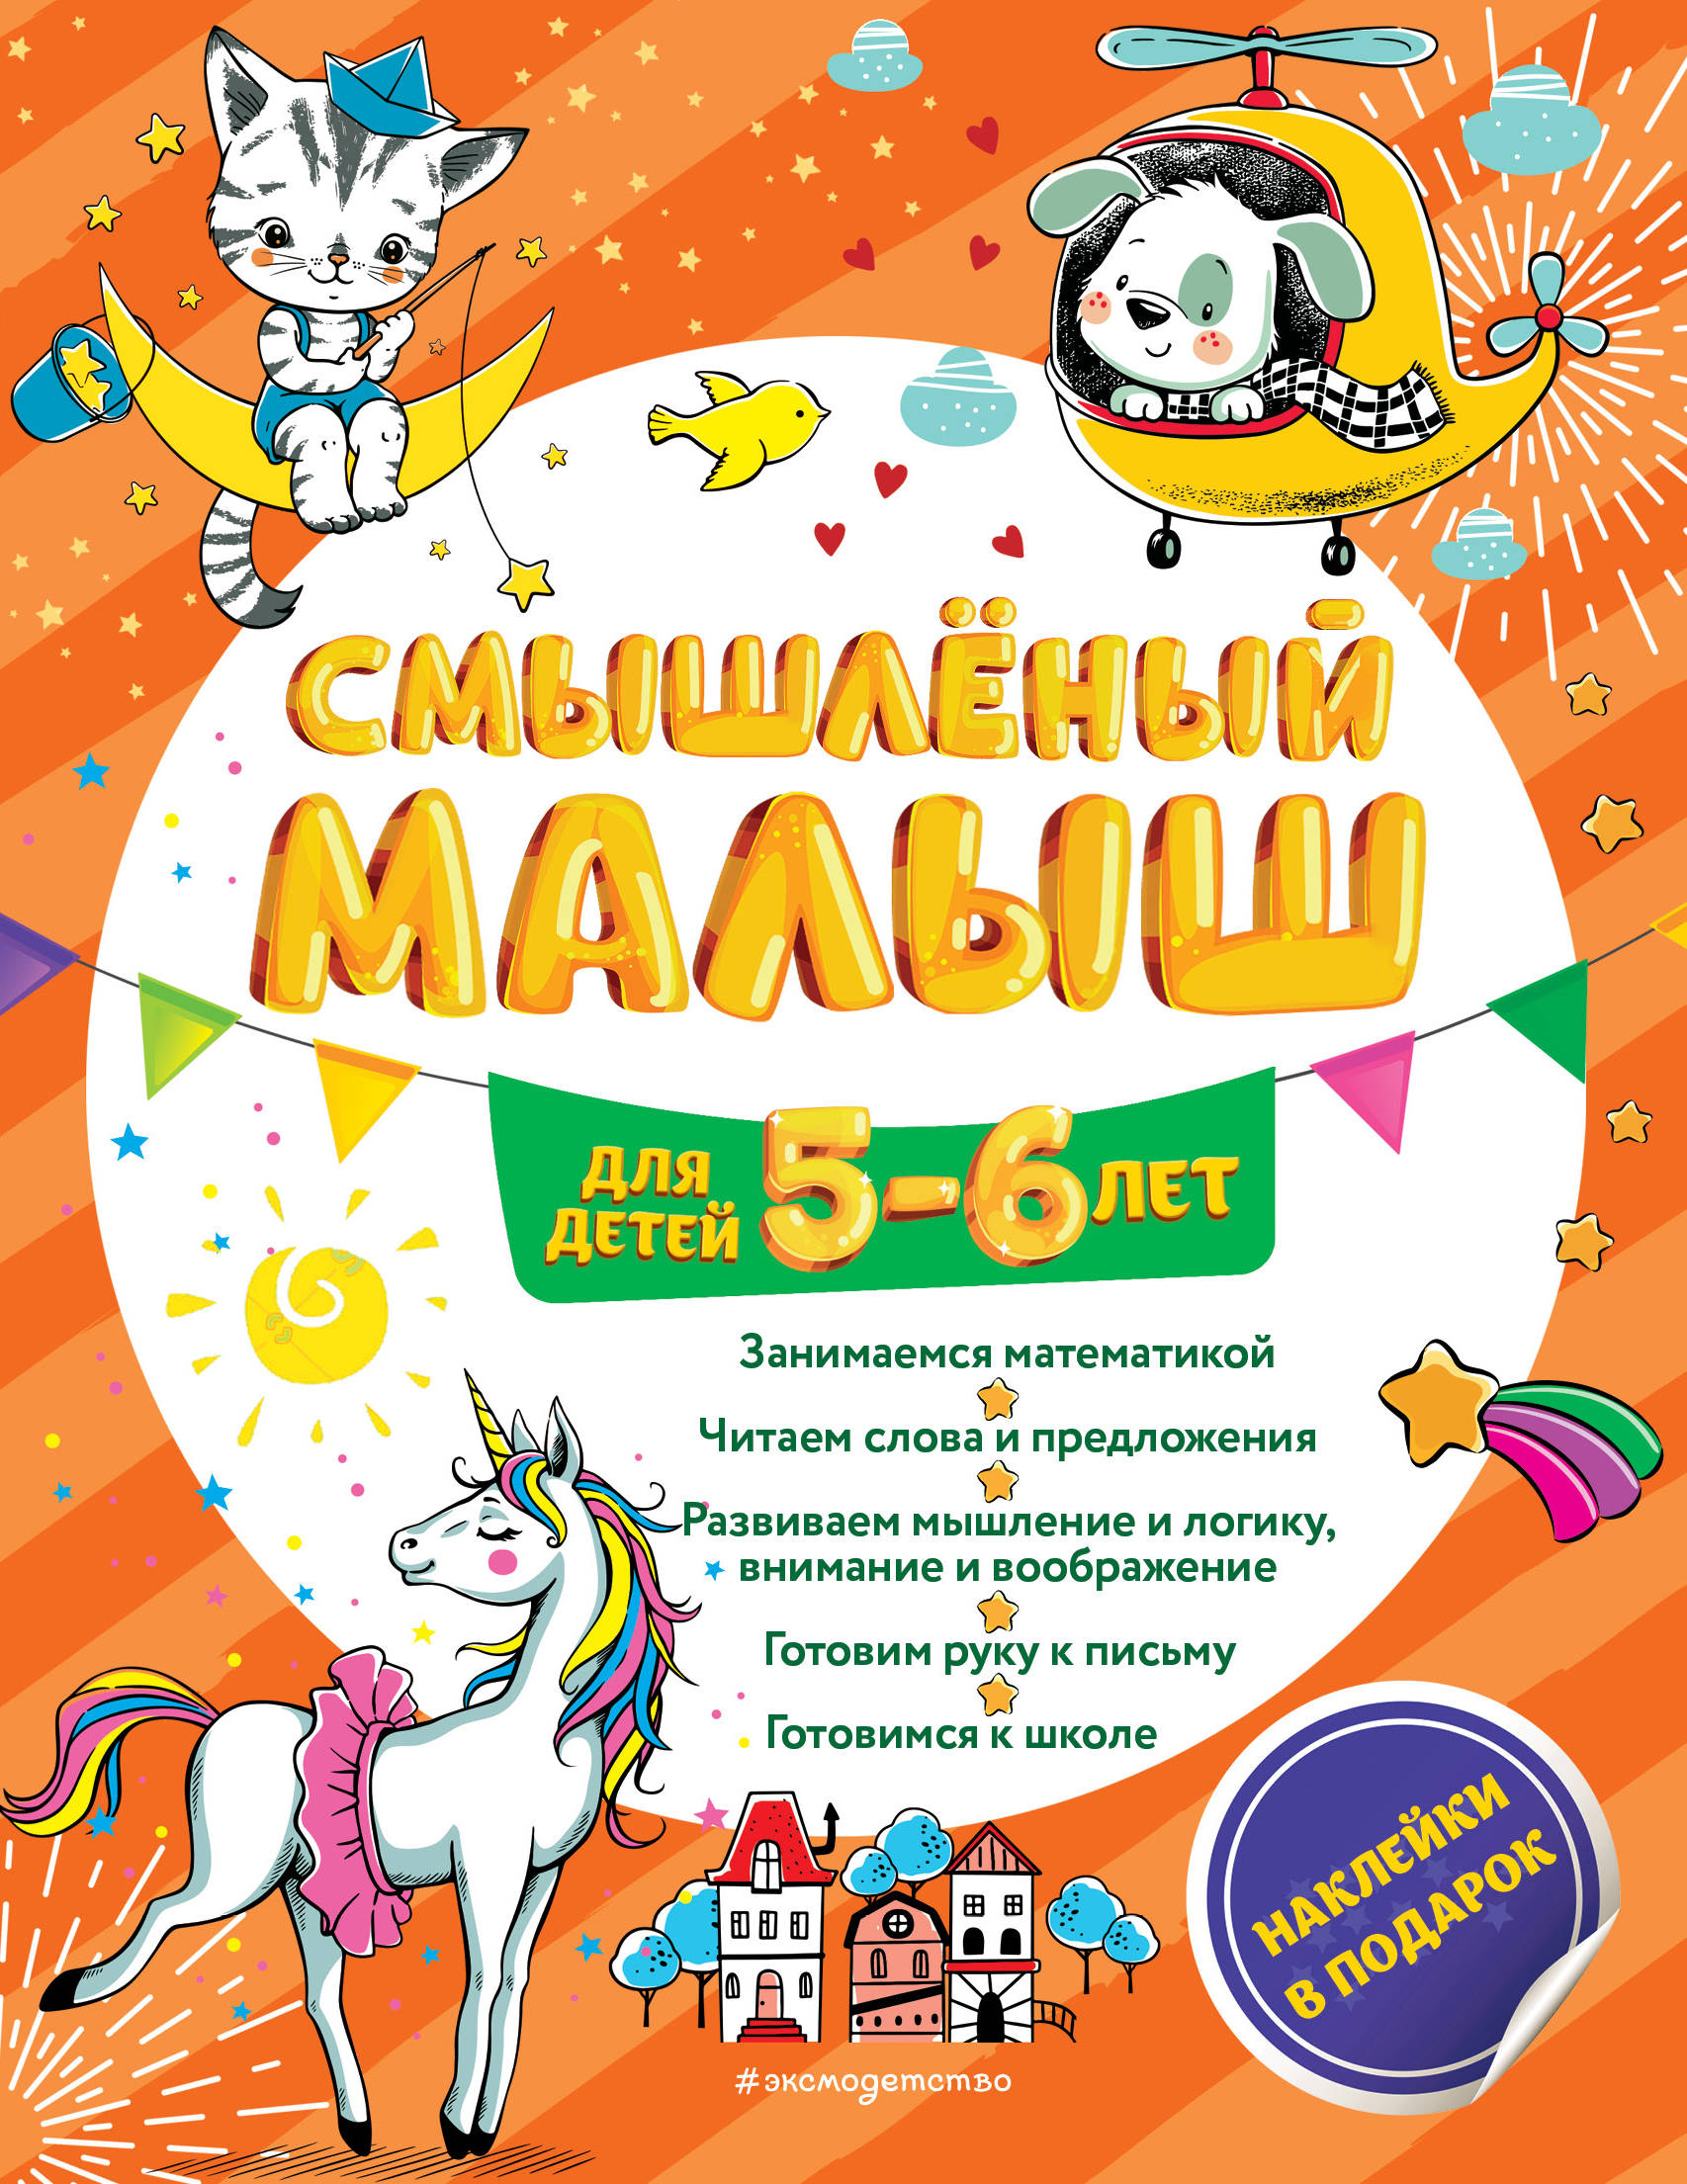 СМЫШЛЁНЫЙ
МАЛЫШ
ДЛЯ
ДЕТЕЙ
5-6 ЛЕТ
Занимаемся математикой
Читаем слова и предложения
Развиваем мышление и логику,
внимание и воображение
Готовим руку к письму
Готовимся к школе
НАКЛЕЙКИ
В ПОДАРОК
#эксмодетство